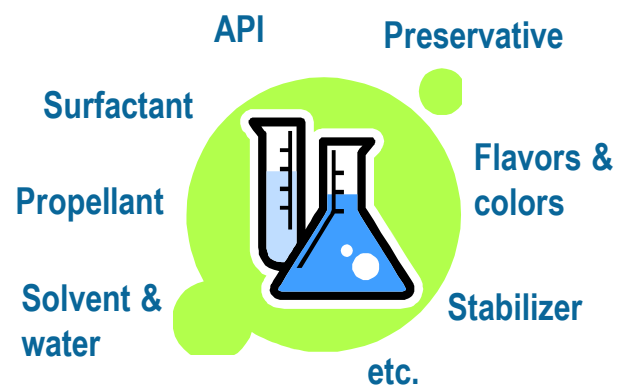 API
Preservative
Surfactant
Flavors &
colors
Propellant
Solvent &
water
Stabilizer
etc.